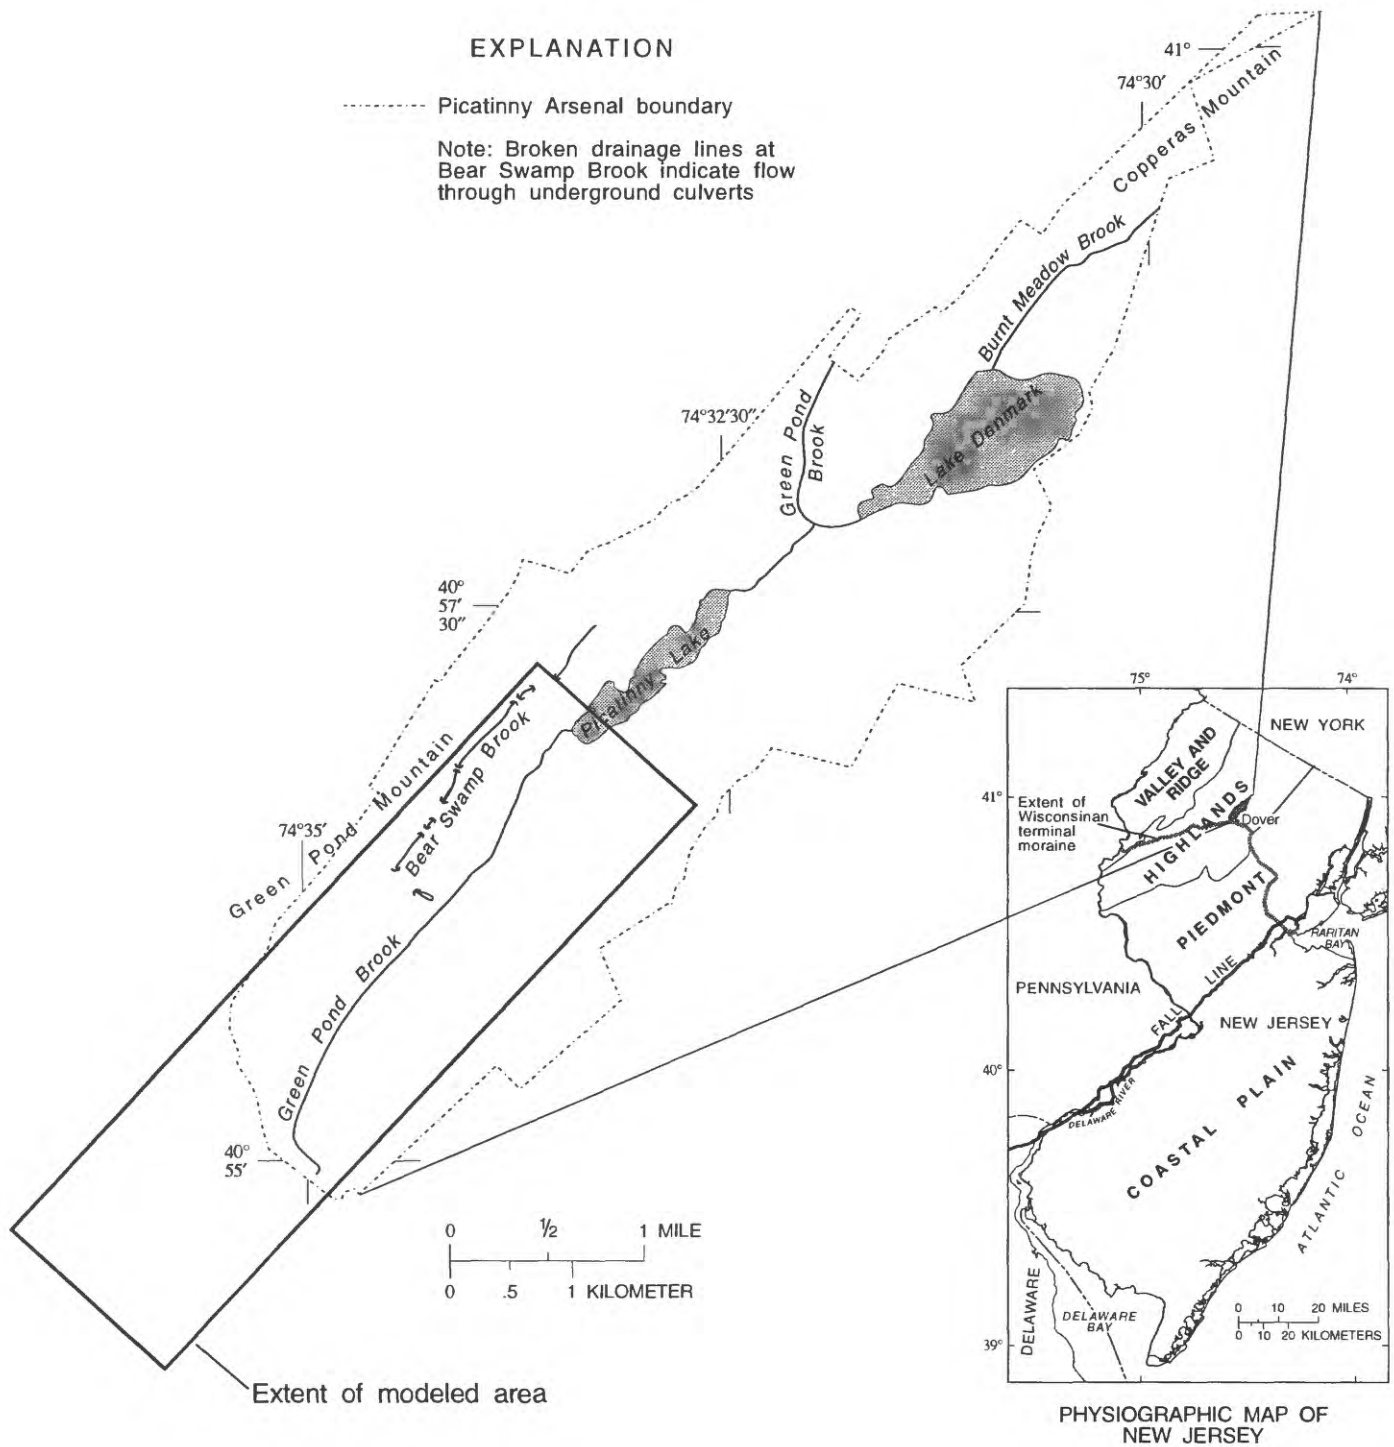 EXPLANATION
Picatinny Arsenal boundary
Note: Broken drainage lines at
Bear Swamp Brook indicate flow
through underground culverts
41°
74°30'
Copperas Mountain
Burnt Meadow Brook
Green Pond
Brook
Lake Denmark
74°32'30"
40°
57'
30"
Picatinny Lake
Bear Swamp Brook
Green Pond Mountain
74°35'
Green Pond Brook
40°
55'
0 1/2 1 MILE
0 .5 1 KILOMETER
Extent of modeled area
75° 74°
NEW YORK
VALLEY AND
RIDGE
41°
Extent of
Wisconsinan
terminal
moraine
HIGHLANDS
Dover
PIEDMONT
RARITAN
BAY
FALL LINE
PENNSYLVANIA
NEW JERSEY
40°
DELAWARE RIVER
COASTAL PLAIN
ATLANTIC OCEAN
DELAWARE
DELAWARE
BAY
39°
0 10 20 MILES
0 10 20 KILOMETERS
PHYSIOGRAPHIC MAP OF
NEW JERSEY